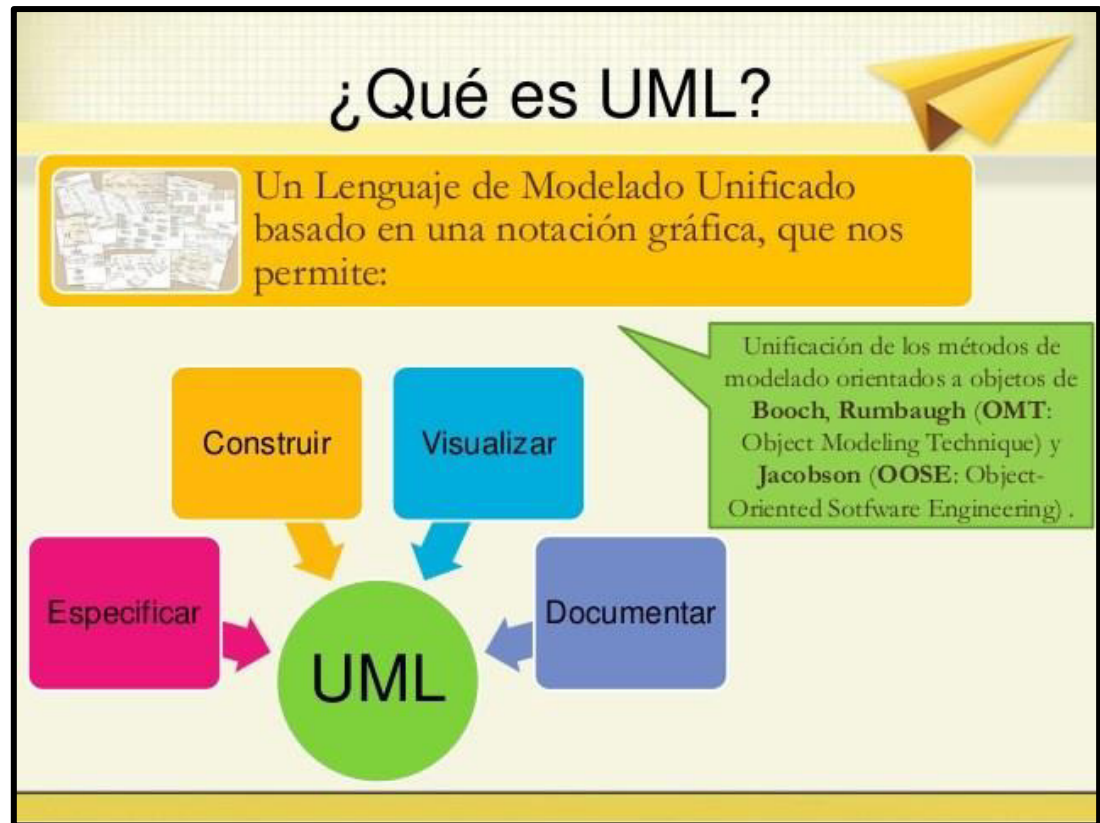 ¿Qué es UML?
Un Lenguaje de Modelado Unificado
basado en una notación gráfica, que nos
permite:
Unificación de los métodos de
modelado orientados a objetos de
Booch, Rumbaugh (OMT:
Object Modeling Technique) y
Jacobson (OOSE: Object-
Oriented Sotfware Engineering) .
Construir
Visualizar
Especificar
Documentar
UML